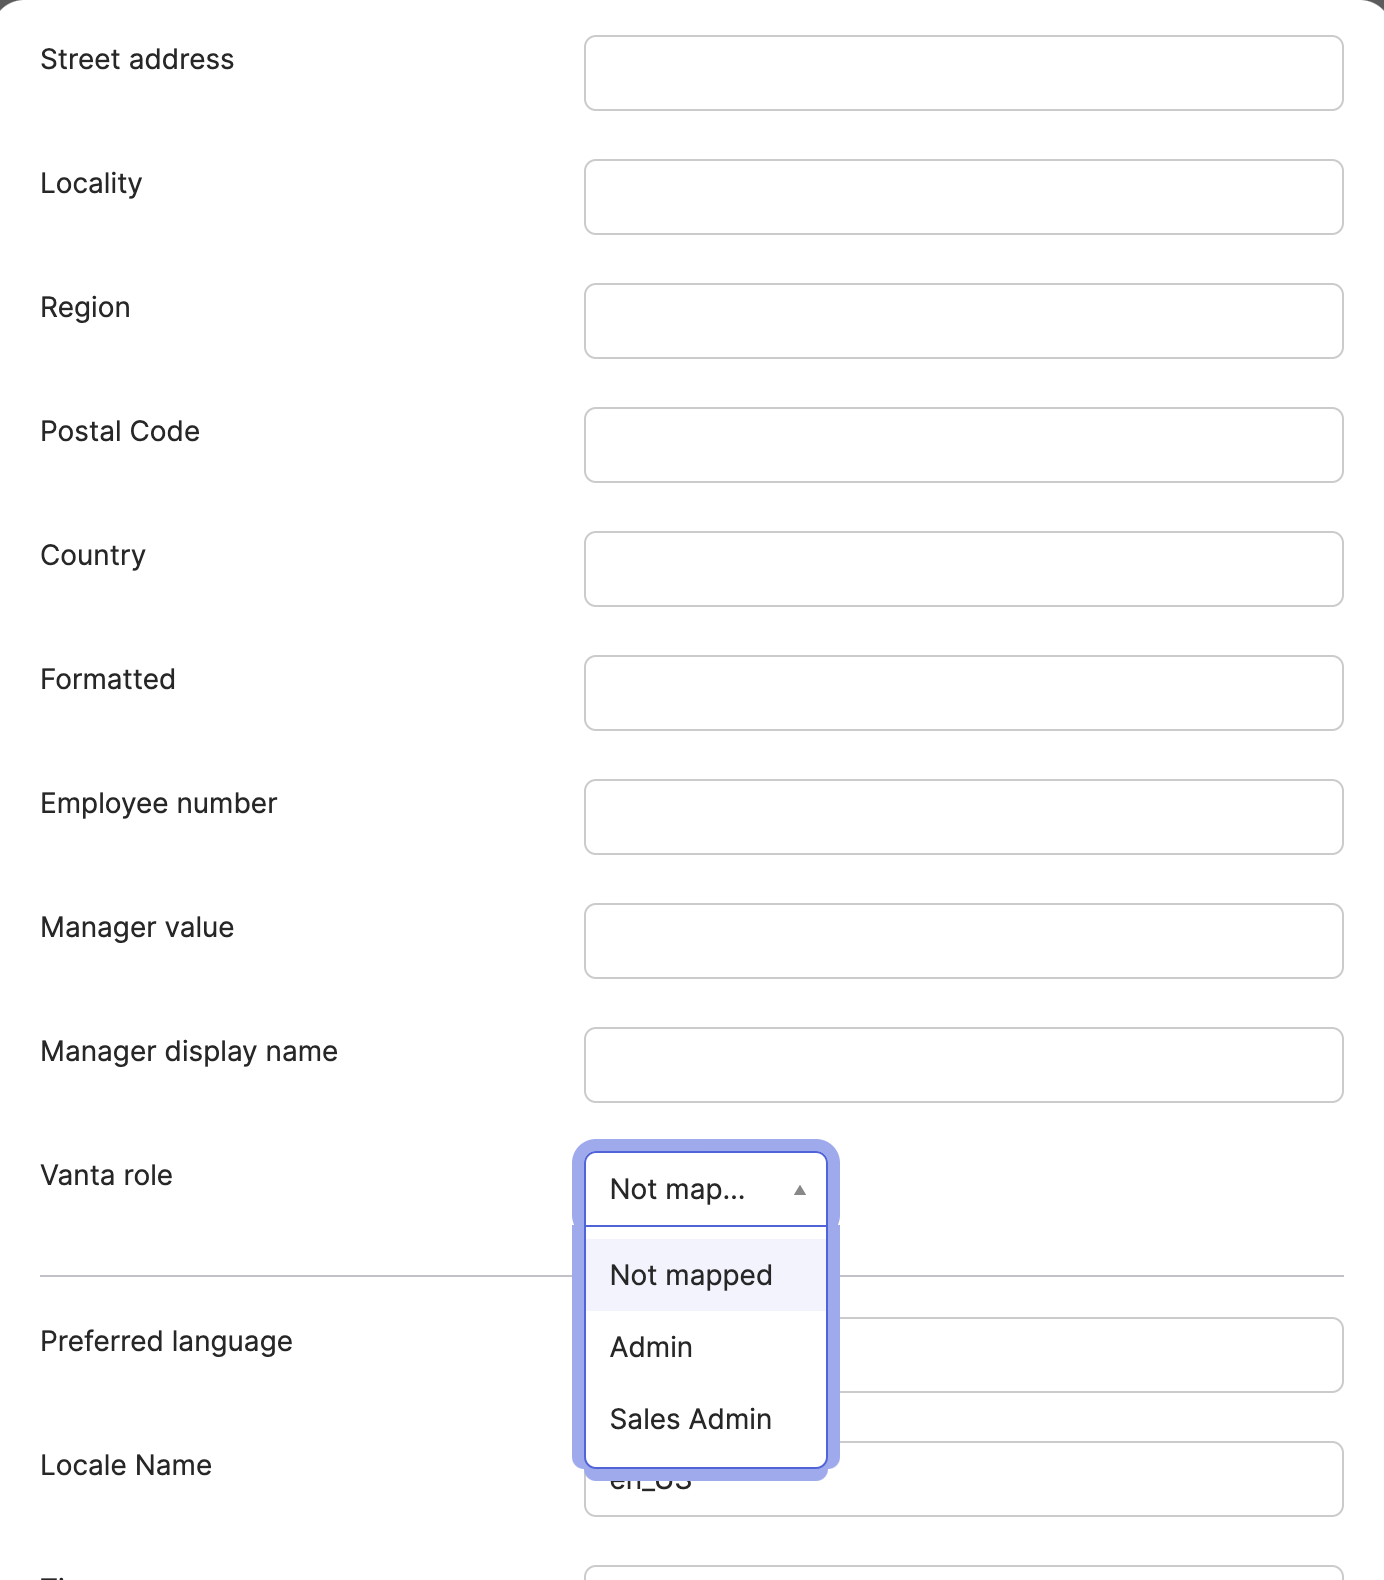 Street address
Locality
Region
Postal Code
Country
Formatted
Employee number
Manager value
Manager display name
Vanta role
Not map...
Not mapped
Admin
Sales Admin
Preferred language
Locale Name
en_US